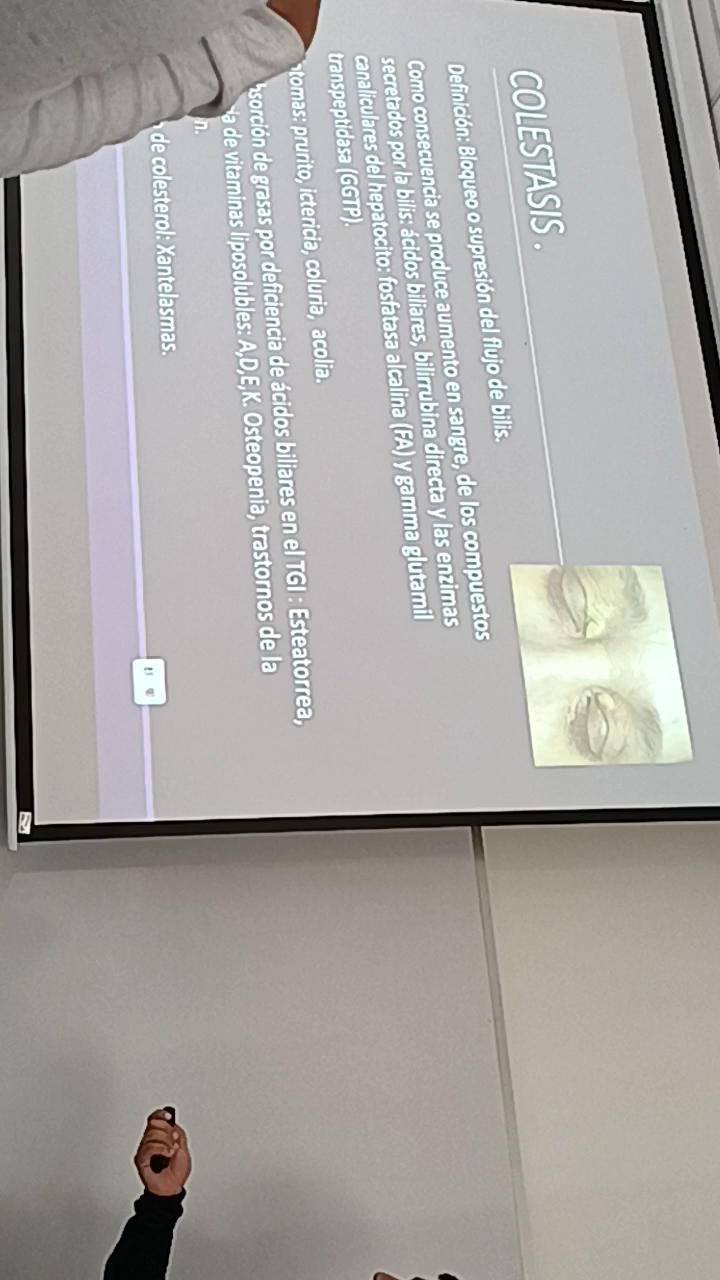 COLESTASIS .
Definición: Bloqueo o supresión del flujo de bilis.
Como consecuencia se produce aumento en sangre, de los compuestos
secretados por la bilis: ácidos biliares, bilirrubina directa y las enzimas
canaliculares del hepatocito: fosfatasa alcalina (FA) y gamma glutamil
transpeptidasa (GGTP).
prurito, ictericia, coluria, acolia.
de grasas por deficiencia de ácidos biliares en el TGI : Esteatorrea,
de vitaminas liposolubles: A,D,E,K. Osteopenia, trastornos de la
de colesterol: Xantelasmas.